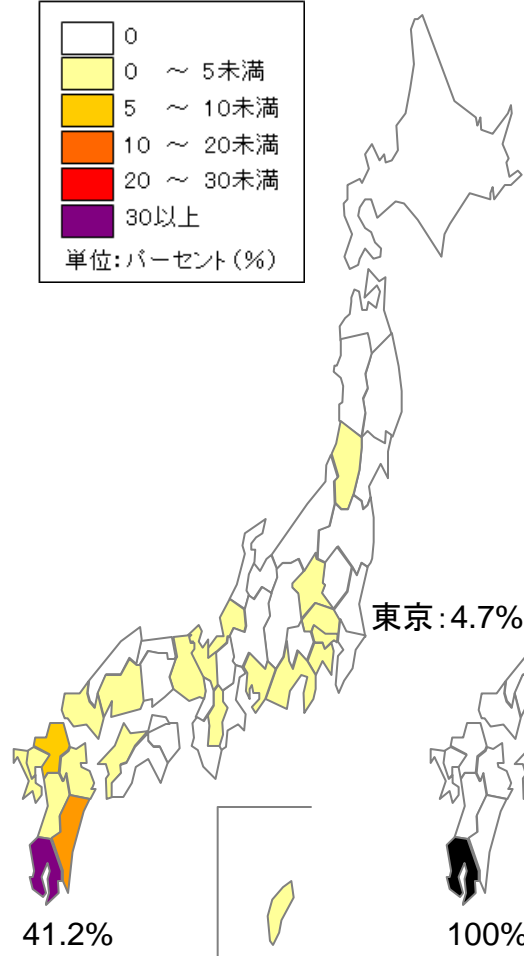 0
0 ～ 5未満
5 ～ 10未満
10 ～ 20未満
20 ～ 30未満
30以上
単位:パーセント(%)
東京:4.7%
41.2%
100%